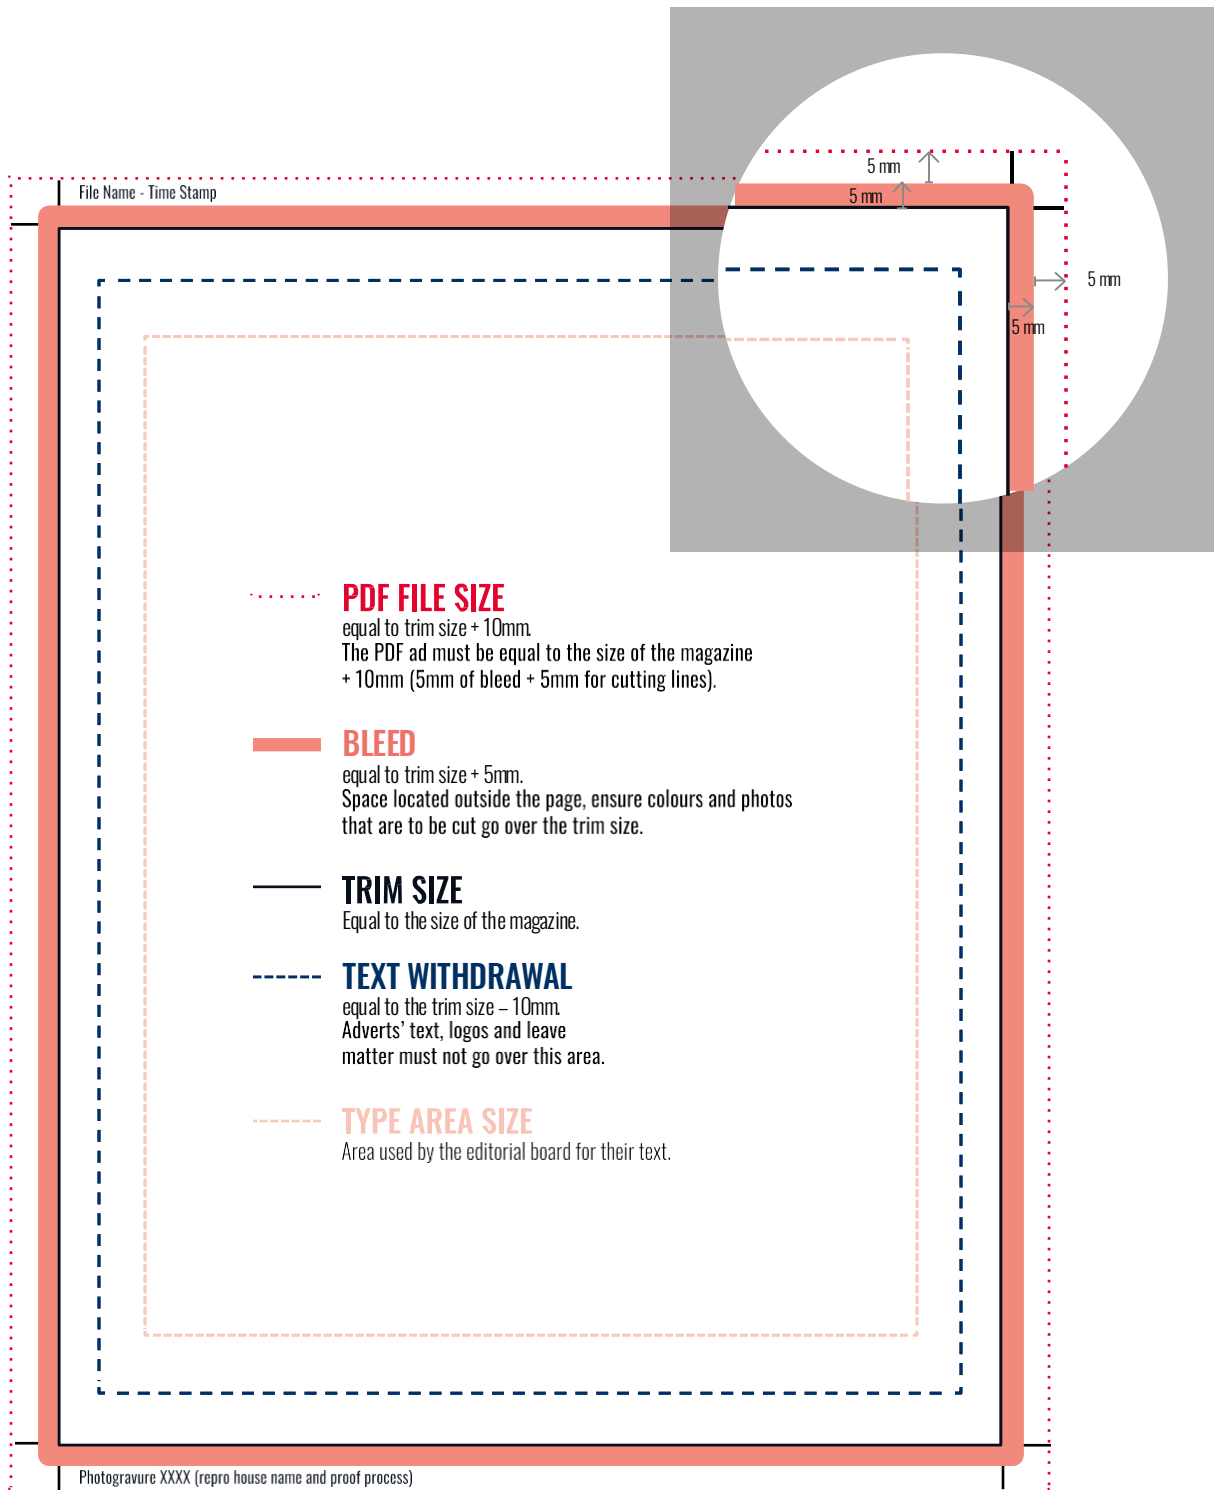 5 mm
File Name - Time Stamp
5 mm
5 mm
5 mm
PDF FILE SIZE
equal to trim size + 10mm.
The PDF ad must be equal to the size of the magazine
+ 10mm (5mm of bleed + 5mm for cutting lines).
BLEED
equal to trim size + 5mm.
Space located outside the page, ensure colours and photos
that are to be cut go over the trim size.
TRIM SIZE
Equal to the size of the magazine.
TEXT WITHDRAWAL
equal to the trim size – 10mm.
Adverts’ text, logos and leave
matter must not go over this area.
TYPE AREA SIZE
Area used by the editorial board for their text.
Photogravure XXXX (repro house name and proof process)